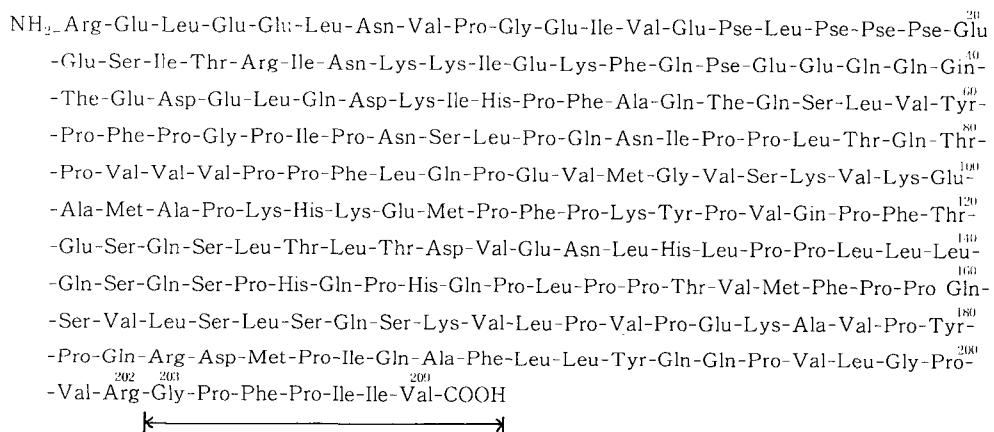 20
NH2-Arg-Glu-Leu-Glu-Glu-Leu-Asn-Val-Pro-Gly-Glu-Ile-Val-Glu-Pse-Leu-Pse-Pse-Pse-Glu
40
-Glu-Ser-Ile-Thr-Arg-Ile-Asn-Lys-Lys-Ile-Glu-Lys-Phe-Gln-Pse-Glu-Glu-Gln-Gln-Gin-
60
-The-Glu-Asp-Glu-Leu-Gln-Asp-Lys-Ile-His-Pro-Phe-Ala-Gln-The-Gln-Ser-Leu-Val-Tyr-
80
-Pro-Phe-Pro-Gly-Pro-Ile-Pro-Asn-Ser-Leu-Pro-Gln-Asn-Ile-Pro-Pro-Leu-Thr-Gln-Thr-
100
-Pro-Val-Val-Val-Pro-Pro-Phe-Leu-Gln-Pro-Glu-Val-Met-Gly-Val-Ser-Lys-Val-Lys-Glu-
120
-Ala-Met-Ala-Pro-Lys-His-Lys-Glu-Met-Pro-Phe-Pro-Lys-Tyr-Pro-Val-Gin-Pro-Phe-Thr-
140
-Glu-Ser-Gln-Ser-Leu-Thr-Leu-Thr-Asp-Val-Glu-Asn-Leu-His-Leu-Pro-Pro-Leu-Leu-Leu-
160
-Gln-Ser-Gln-Ser-Pro-His-Gln-Pro-His-Gln-Pro-Leu-Pro-Pro-Thr-Val-Met-Phe-Pro-Pro Gln-
180
-Ser-Val-Leu-Ser-Leu-Ser-Gln-Ser-Lys-Val-Leu-Pro-Val-Pro-Glu-Lys-Ala-Val-Pro-Tyr-
200
-Pro-Gln-Arg-Asp-Met-Pro-Ile-Gln-Ala-Phe-Leu-Leu-Tyr-Gln-Gln-Pro-Val-Leu-Gly-Pro-
202 203 209
-Val-Arg-Gly-Pro-Phe-Pro-Ile-Ile-Val-COOH